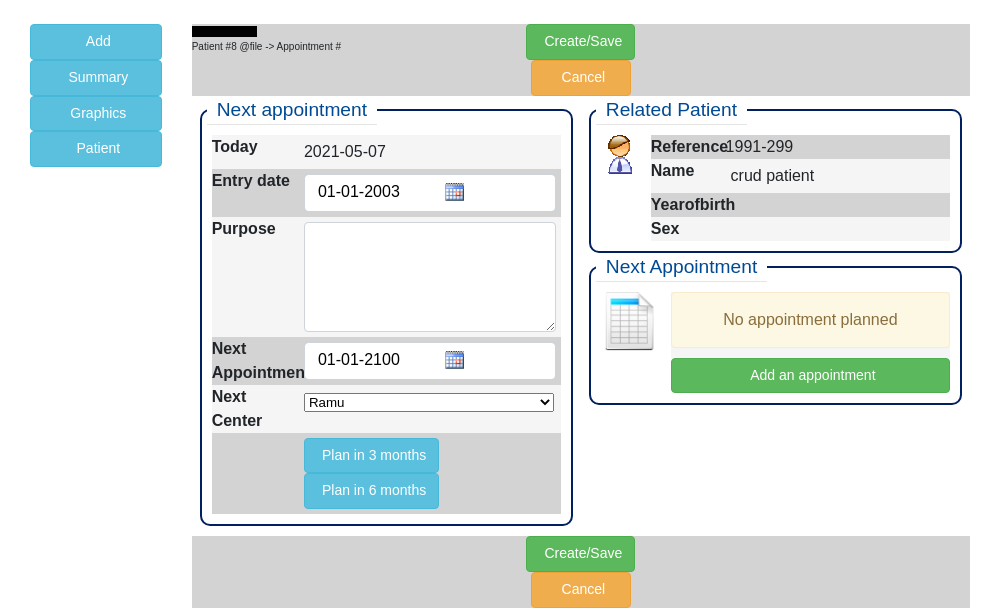 Add
Summary
Graphics
Patient
Patient #8 @file -> Appointment #
Create/Save
Cancel
Next appointment
Today 2021-05-07
Entry date 01-01-2003
Purpose
Next
Appointmen 01-01-2100
Next
Center Ramu
Plan in 3 months
Plan in 6 months
Related Patient
Reference 1991-299
Name crud patient
Yearofbirth
Sex
Next Appointment
No appointment planned
Add an appointment
Create/Save
Cancel